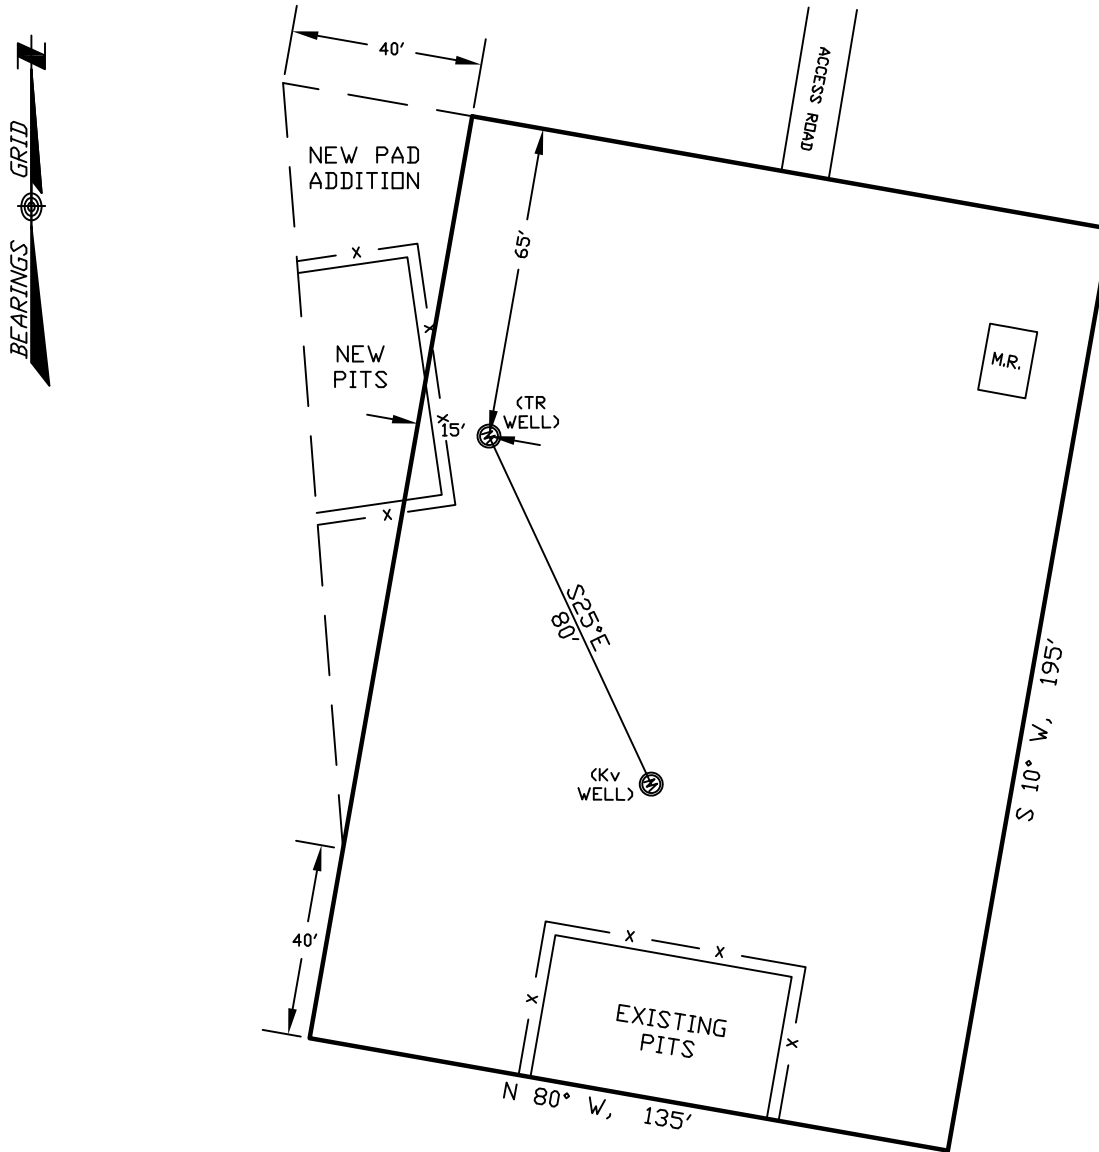 40'
ACCESS ROAD
BEARINGS GRID
NEW PAD
ADDITION
65'
X
X
NEW
PITS
M.R.
(TR
WELL)
X
15'
X
S25°E
80'
S 10° W, 195'
(Kv
WELL)
40'
X
X
X
EXISTING
PITS
X
N 80° W, 135'